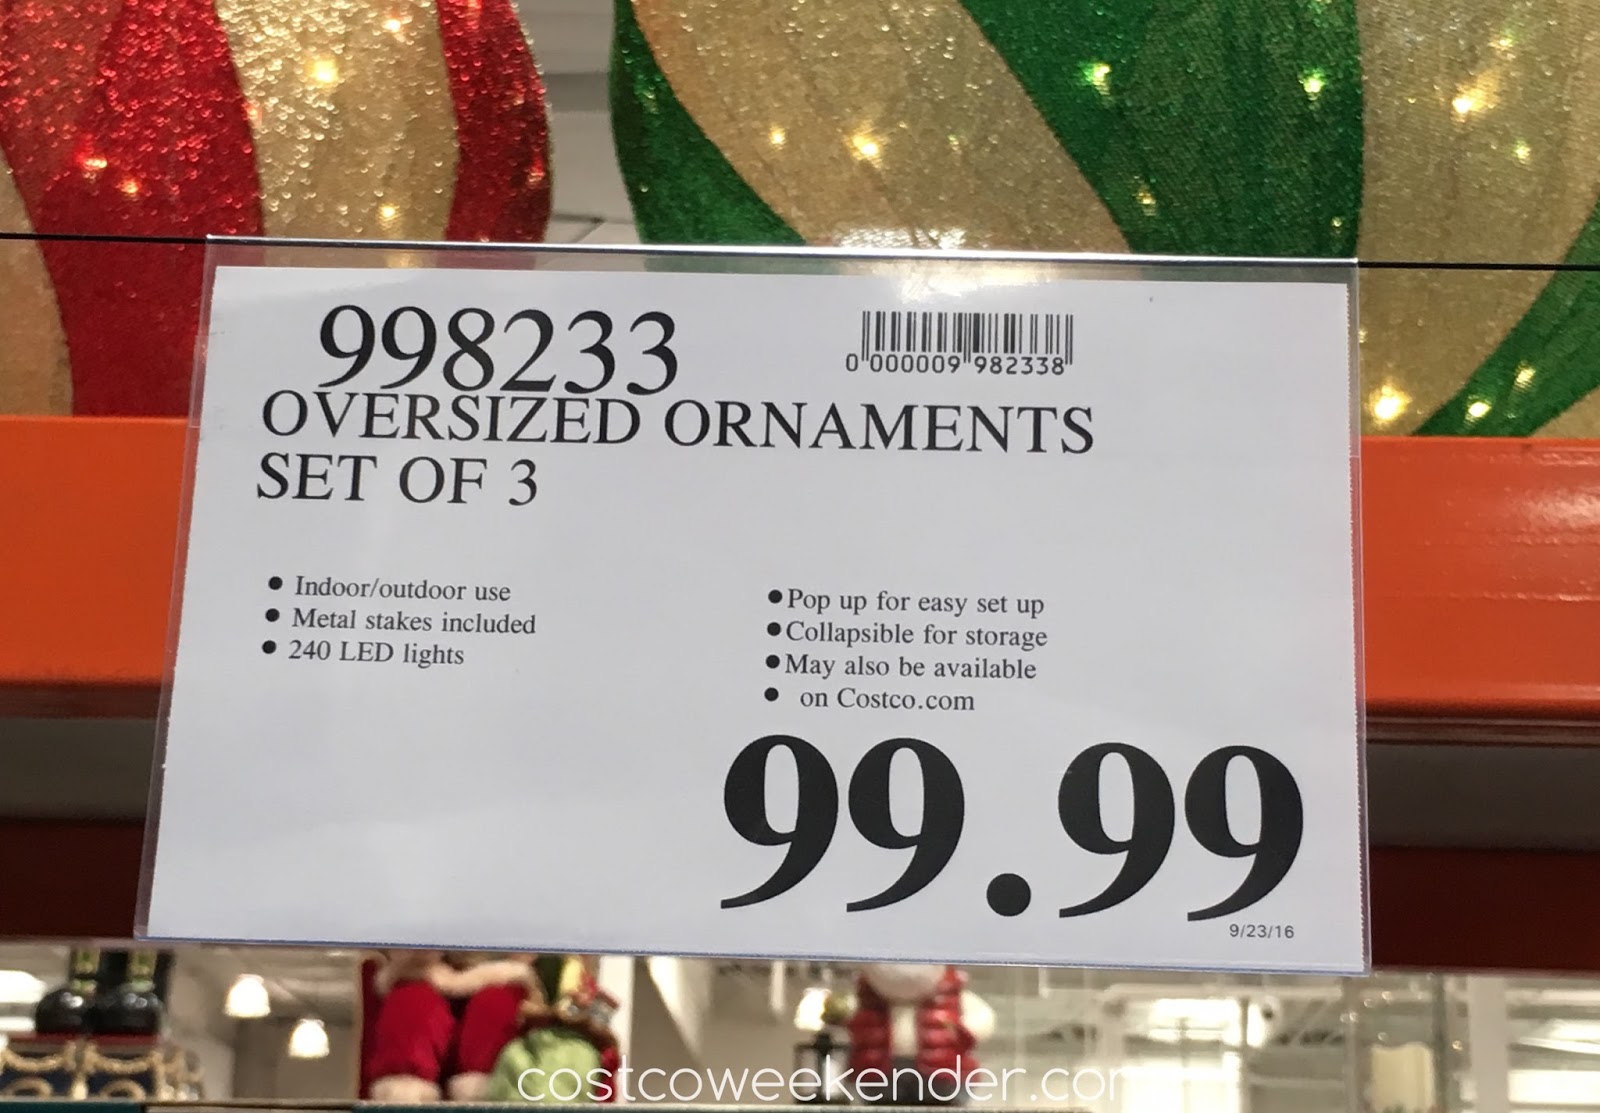 998233
0 000009 982338
OVERSIZED ORNAMENTS
SET OF 3
• Indoor/outdoor use
• Metal stakes included
• 240 LED lights
• Pop up for easy set up
• Collapsible for storage
• May also be available
• on Costco.com
99.99
9/23/16
costcoweekender.com